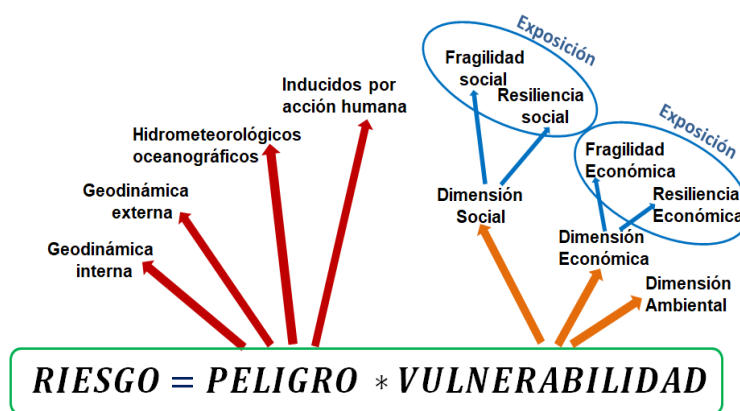 Exposición
Fragilidad
social
Resiliencia
social
Inducidos por
acción humana
Exposición
Hidrometeorológicos
oceanográficos
Fragilidad
Económica
Geodinámica
externa
Dimensión
Social
Resiliencia
Económica
Geodinámica
interna
Dimensión
Económica
Dimensión
Ambiental
RIESGO = PELIGRO * VULNERABILIDAD